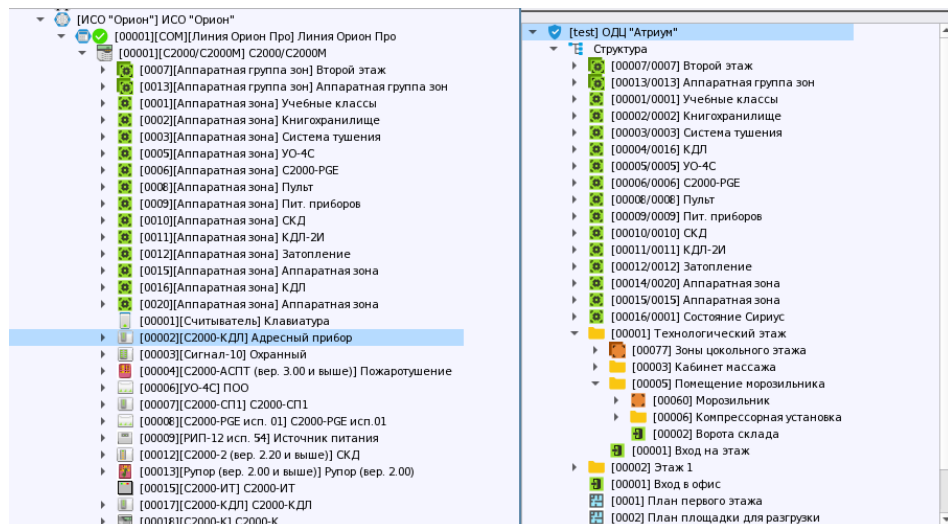 [ИСО "Орион"] ИСО "Орион"
[00001][COM][Линия Орион Про] Линия Орион Про
[00001][С2000/С2000М] С2000/С2000М
[0007][Аппаратная группа зон] Второй этаж
[0013][Аппаратная группа зон] Аппаратная группа зон
[0001][Аппаратная зона] Учебные классы
[0002][Аппаратная зона] Книгохранилище
[0003][Аппаратная зона] Система тушения
[0005][Аппаратная зона] УО-4С
[0006][Аппаратная зона] С2000-PGE
[0008][Аппаратная зона] Пульт
[0009][Аппаратная зона] Пит. приборов
[0010][Аппаратная зона] СКД
[0011][Аппаратная зона] КДЛ-2И
[0012][Аппаратная зона] Затопление
[0015][Аппаратная зона] Аппаратная зона
[0016][Аппаратная зона] КДЛ
[0020][Аппаратная зона] Аппаратная зона
[00001][Считыватель] Клавиатура
[00002][С2000-КДЛ] Адресный прибор
[00003][Сигнал-10] Охранный
[00004][С2000-АСПТ (вер. 3.00 и выше)] Пожаротушение
[00006][УО-4С] ПОО
[00007][С2000-СП1] С2000-СП1
[00008][С2000-PGE исп. 01] С2000-PGE исп.01
[00009][РИП-12 исп. 54] Источник питания
[00012][С2000-2 (вер. 2.20 и выше)] СКД
[00013][Рупор (вер. 2.00 и выше)] Рупор (вер. 2.00)
[00015][С2000-ИТ] С2000-ИТ
[00017][С2000-КДЛ] С2000-КДЛ
[00018][С2000-К] С2000-К
[test] ОДЦ "Атриум"
Структура
[00007/0007] Второй этаж
[00013/0013] Аппаратная группа зон
[00001/0001] Учебные классы
[00002/0002] Книгохранилище
[00003/0003] Система тушения
[00004/0016] КДЛ
[00005/0005] УО-4С
[00006/0006] С2000-PGE
[00008/0008] Пульт
[00009/0009] Пит. приборов
[00010/0010] СКД
[00011/0011] КДЛ-2И
[00012/0012] Затопление
[00014/0020] Аппаратная зона
[00015/0015] Аппаратная зона
[00016/0001] Состояние Сириус
[00001] Технологический этаж
[00077] Зоны цокольного этажа
[00003] Кабинет массажа
[00005] Помещение морозильника
[00060] Морозильник
[00006] Компрессорная установка
[00002] Ворота склада
[00001] Вход на этаж
[00002] Этаж 1
[00001] Вход в офис
[0001] План первого этажа
[0002] План площадки для разгрузки